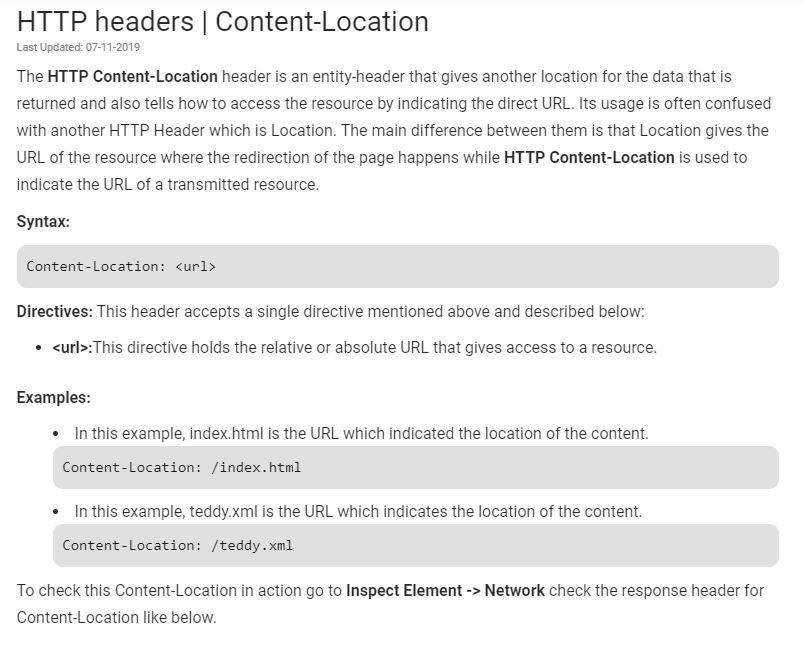 HTTP headers | Content-Location
Last Updated: 07-11-2019
The HTTP Content-Location header is an entity-header that gives another location for the data that is
returned and also tells how to access the resource by indicating the direct URL. Its usage is often confused
with another HTTP Header which is Location. The main difference between them is that Location gives the
URL of the resource where the redirection of the page happens while HTTP Content-Location is used to
indicate the URL of a transmitted resource.
Syntax:
Content-Location: <url>
Directives: This header accepts a single directive mentioned above and described below:
• <url>:This directive holds the relative or absolute URL that gives access to a resource.
Examples:
• In this example, index.html is the URL which indicated the location of the content.
Content-Location: /index.html
• In this example, teddy.xml is the URL which indicates the location of the content.
Content-Location: /teddy.xml
To check this Content-Location in action go to Inspect Element -> Network check the response header for
Content-Location like below.